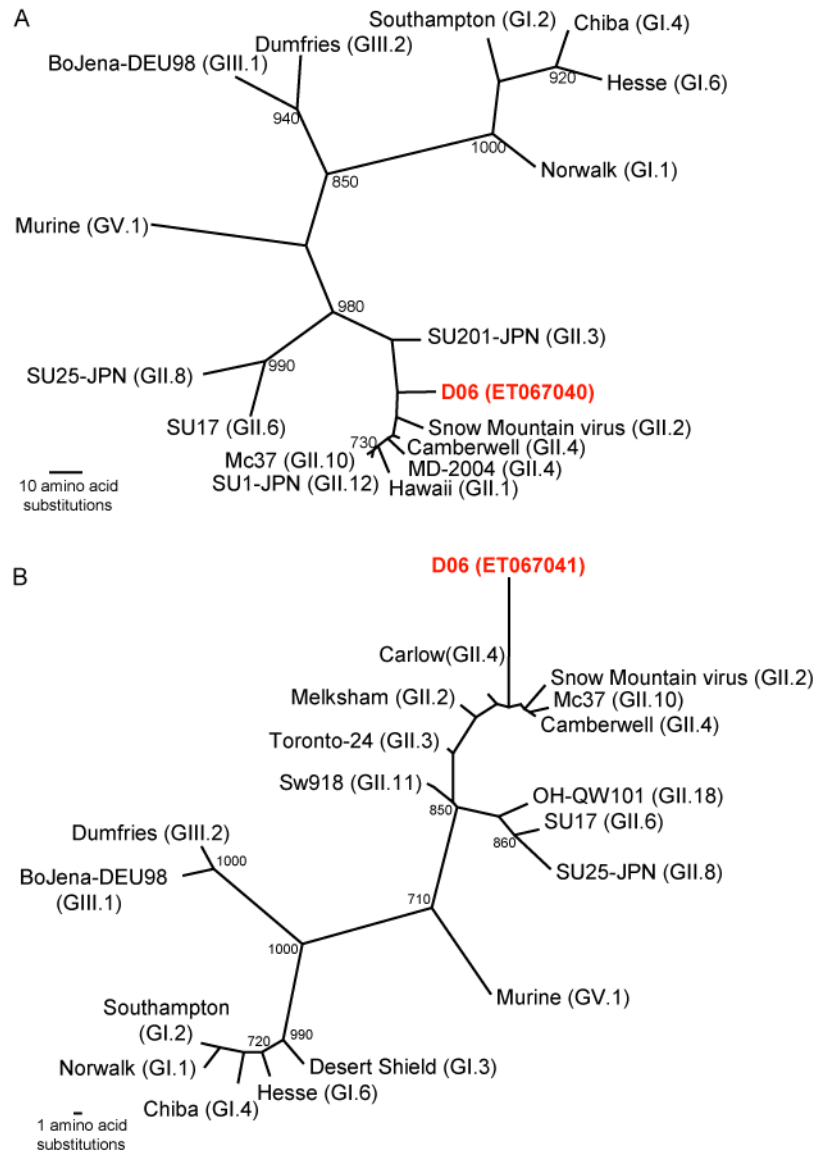 A
Southampton (GI.2)
Chiba (GI.4)
Dumfries (GIII.2)
BoJena-DEU98 (GIII.1)
920
Hesse (GI.6)
940
1000
Norwalk (GI.1)
850
Murine (GV.1)
980
SU201-JPN (GII.3)
990
SU25-JPN (GII.8)
D06 (ET067040)
SU17 (GII.6)
Snow Mountain virus (GII.2)
730
Camberwell (GII.4)
Mc37 (GII.10)
MD-2004 (GII.4)
SU1-JPN (GII.12)
Hawaii (GII.1)
10 amino acid
substitutions
B
D06 (ET067041)
Carlow(GII.4)
Snow Mountain virus (GII.2)
Melksham (GII.2)
Mc37 (GII.10)
Camberwell (GII.4)
Toronto-24 (GII.3)
Sw918 (GII.11)
850
OH-QW101 (GII.18)
SU17 (GII.6)
860
Dumfries (GIII.2)
1000
SU25-JPN (GII.8)
BoJena-DEU98
(GIII.1)
710
1000
Murine (GV.1)
Southampton
(GI.2)
720
990
Norwalk (GI.1)
Desert Shield (GI.3)
Hesse (GI.6)
Chiba (GI.4)
1 amino acid
substitutions